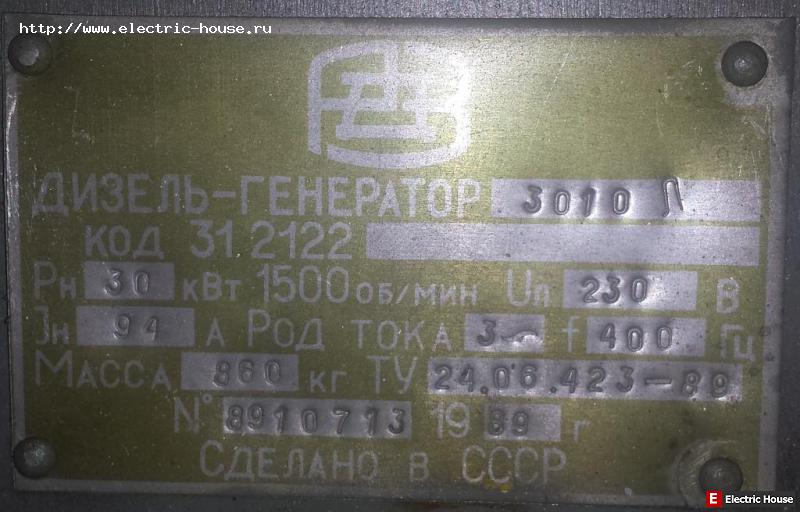 http://www.electric-house.ru
ДИЗЕЛЬ-ГЕНЕРАТОР 3010 Л
КОД 31 2122
Рн 30 кВт 1500 об/мин Uп 230 В
Iн 94 А Род тока 3~ f 400 Гц
Масса 860 кг ТУ 24.06.423-89
№ 8910713 1989 г
Сделано в СССР
E Electric House